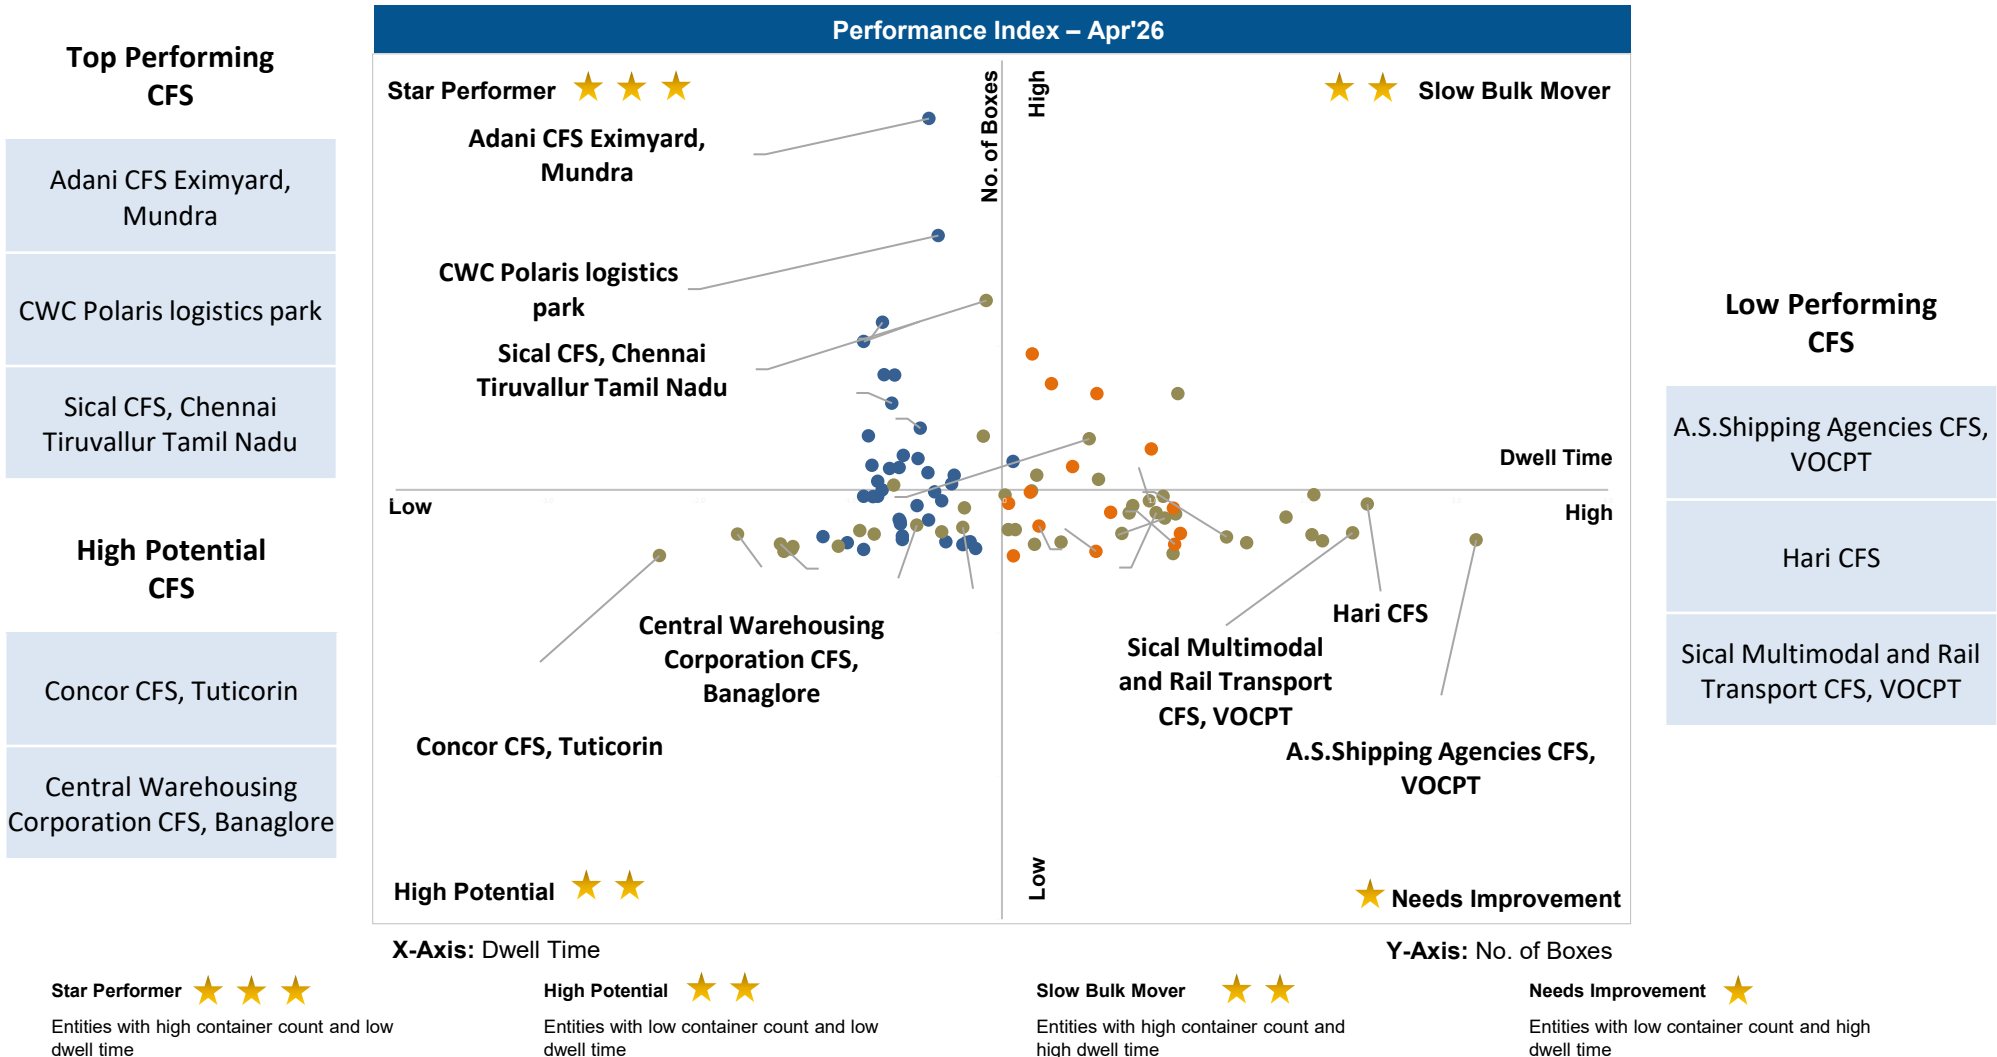 Performance Index – Apr'26
Top Performing
CFS
Adani CFS Eximyard,
Mundra
CWC Polaris logistics park
Sical CFS, Chennai
Tiruvallur Tamil Nadu
High Potential
CFS
Concor CFS, Tuticorin
Central Warehousing
Corporation CFS, Banaglore
Star Performer
No. of Boxes
High
Slow Bulk Mover
Adani CFS Eximyard,
Mundra
CWC Polaris logistics
park
Sical CFS, Chennai
Tiruvallur Tamil Nadu
Dwell Time
Low
High
Central Warehousing
Corporation CFS,
Banaglore
Concor CFS, Tuticorin
Hari CFS
Sical Multimodal
and Rail Transport
CFS, VOCPT
A.S.Shipping Agencies CFS,
VOCPT
High Potential
Low
Needs Improvement
Low Performing
CFS
A.S.Shipping Agencies CFS,
VOCPT
Hari CFS
Sical Multimodal and Rail
Transport CFS, VOCPT
X-Axis: Dwell Time
Y-Axis: No. of Boxes
Star Performer
Entities with high container count and low
dwell time
High Potential
Entities with low container count and low
dwell time
Slow Bulk Mover
Entities with high container count and
high dwell time
Needs Improvement
Entities with low container count and high
dwell time